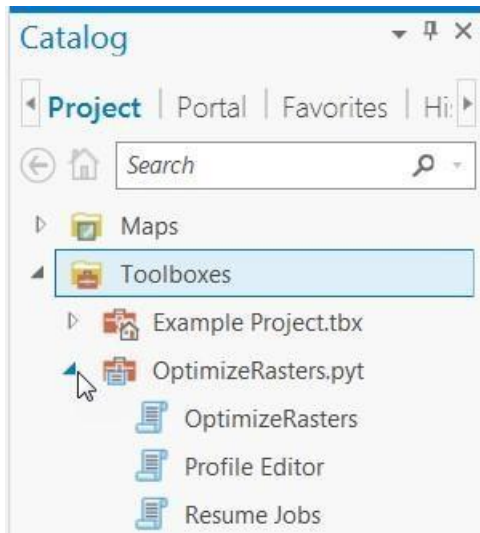 Catalog
Project Portal Favorites Hi
Search
Maps
Toolboxes
Example Project.tbx
OptimizeRasters.pyt
OptimizeRasters
Profile Editor
Resume Jobs